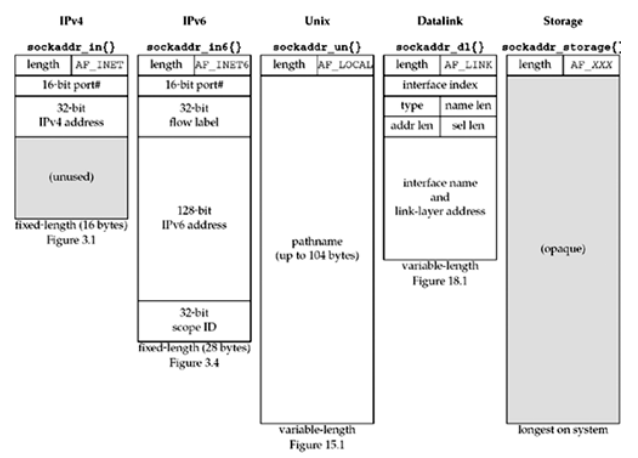 IPv4
sockaddr_in{}
length AF_INET
16-bit port#
32-bit
IPv4 address
(unused)
fixed-length (16 bytes)
Figure 3.1
IPv6
sockaddr_in6{}
length AF_INET6
16-bit port#
32-bit
flow label
128-bit
IPv6 address
32-bit
scope ID
fixed-length (28 bytes)
Figure 3.4
Unix
sockaddr_un{}
length AF_LOCAL
pathname
(up to 104 bytes)
variable-length
Figure 15.1
Datalink
sockaddr_dl{}
length AF_LINK
interface index
type name len
addr len sel len
interface name
and
link-layer address
variable-length
Figure 18.1
Storage
sockaddr_storage{}
length AF_XXX
(opaque)
longest on system